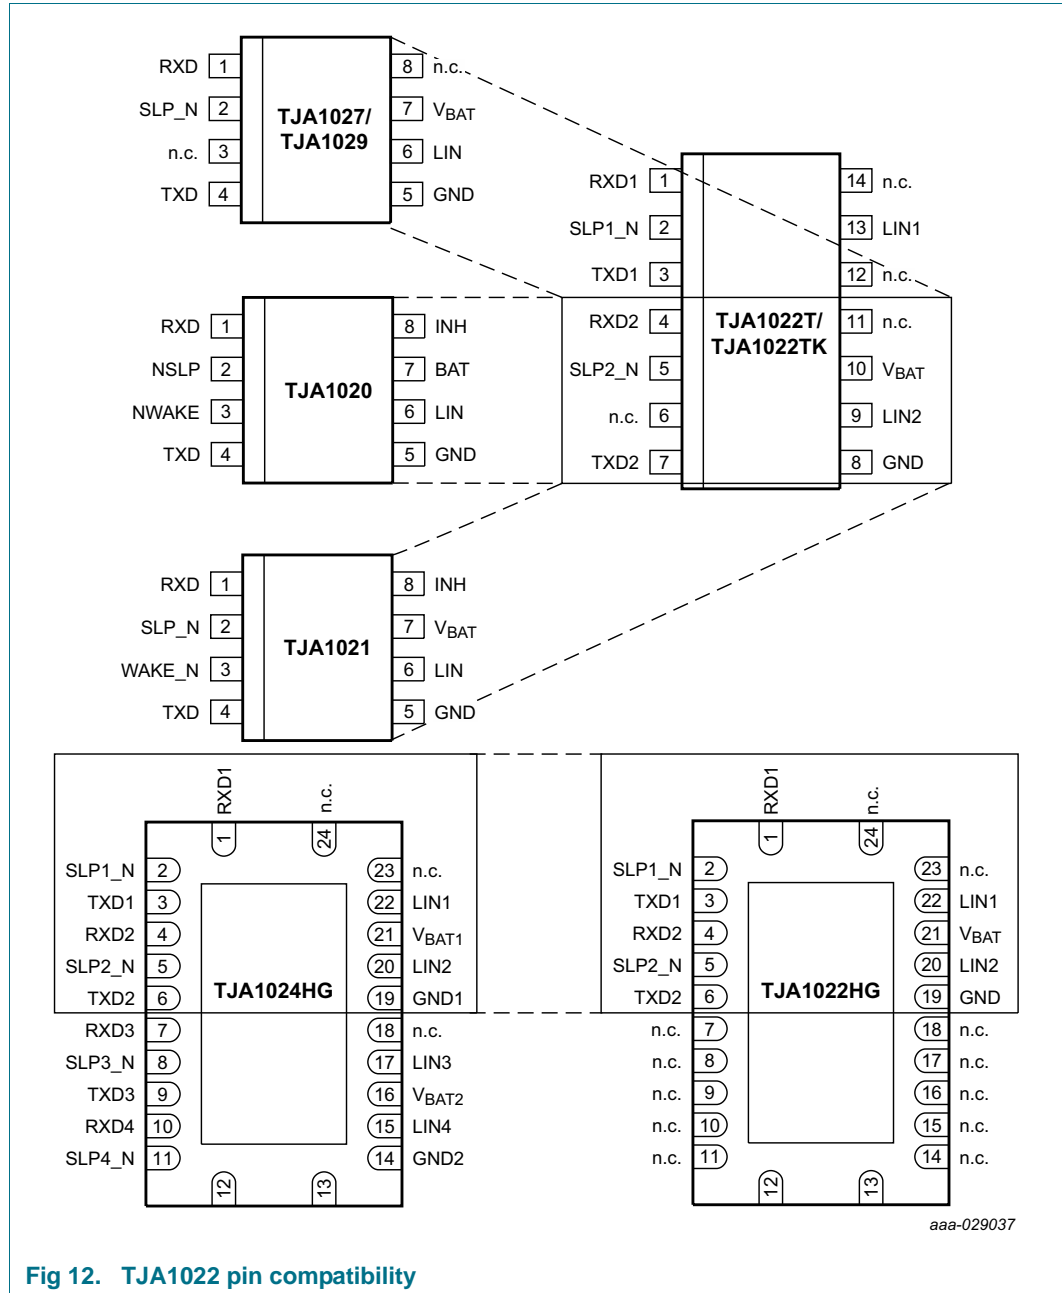 RXD 1 8 n.c.
SLP_N 2 7 VBAT
n.c. 3 6 LIN
TXD 4 5 GND
TJA1027/
TJA1029
RXD 1 8 INH
NSLP 2 7 BAT
NWAKE 3 6 LIN
TXD 4 5 GND
TJA1020
RXD 1 8 INH
SLP_N 2 7 VBAT
WAKE_N 3 6 LIN
TXD 4 5 GND
TJA1021
RXD1 1 14 n.c.
SLP1_N 2 13 LIN1
TXD1 3 12 n.c.
RXD2 4 11 n.c.
SLP2_N 5 10 VBAT
n.c. 6 9 LIN2
TXD2 7 8 GND
TJA1022T/
TJA1022TK
RXD1 n.c.
1 24
SLP1_N 2 23 n.c.
TXD1 3 22 LIN1
RXD2 4 21 VBAT1
SLP2_N 5 20 LIN2
TXD2 6 19 GND1
RXD3 7 18 n.c.
SLP3_N 8 17 LIN3
TXD3 9 16 VBAT2
RXD4 10 15 LIN4
SLP4_N 11 14 GND2
12 13
TJA1024HG
RXD1 n.c.
1 24
SLP1_N 2 23 n.c.
TXD1 3 22 LIN1
RXD2 4 21 VBAT
SLP2_N 5 20 LIN2
TXD2 6 19 GND
n.c. 7 18 n.c.
n.c. 8 17 n.c.
n.c. 9 16 n.c.
n.c. 10 15 n.c.
n.c. 11 14 n.c.
12 13
TJA1022HG
aaa-029037
Fig 12. TJA1022 pin compatibility